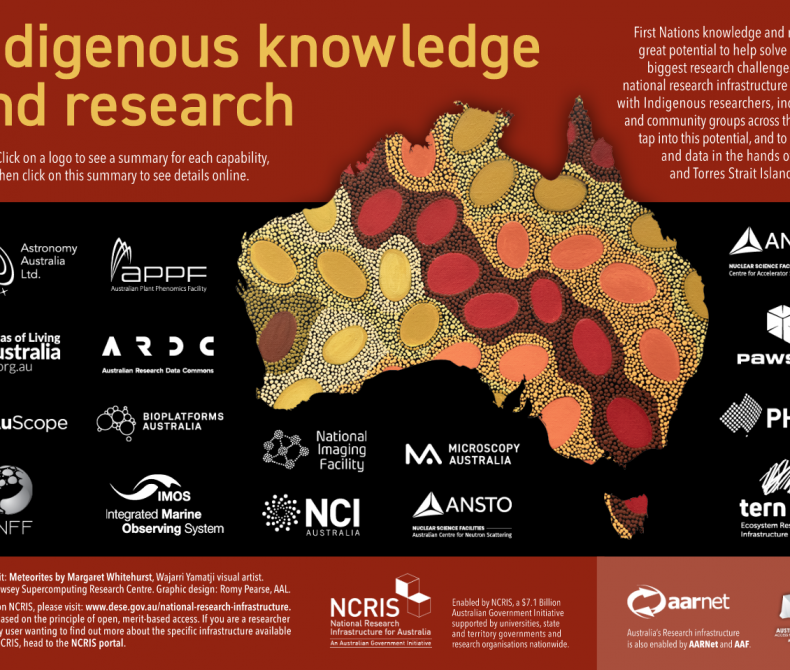 digenous knowledge
nd research
Click on a logo to see a summary for each capability,
hen click on this summary to see details online.
First Nations knowledge and
great potential to help solve
biggest research challenge
national research infrastructure
with Indigenous researchers, inc
and community groups across th
tap into this potential, and to
and data in the hands o
and Torres Strait Island
Astronomy
Australia
Ltd.
APPF
Australian Plant Phenomics Facility
as of Living
ustralia
org.au
ARDC
Australian Research Data Commons
uScope
BIOPLATFORMS
AUSTRALIA
NFF
IMOS
Integrated Marine
Observing System
National
Imaging
Facility
NCI
AUSTRALIA
MICROSCOPY
AUSTRALIA
ANSTO
NUCLEAR SCIENCE FACILITIES
Australian Centre for Neutron Scattering
AN
NUCLEAR SCIENCE FACIL
Centre for Accelerator
PAWS
PH
tern
Ecosystem Res
Infrastructure
it: Meteorites by Margaret Whitehurst, Wajarri Yamatji visual artist.
wsey Supercomputing Research Centre. Graphic design: Romy Pearse, AAL.
on NCRIS, please visit: www.dese.gov.au/national-research-infrastructure.
ased on the principle of open, merit-based access. If you are a researcher
y user wanting to find out more about the specific infrastructure available
CRIS, head to the NCRIS portal.
NCRIS
National Research
Infrastructure for Australia
An Australian Government Initiative
Enabled by NCRIS, a $7.1 Billion
Australian Government Initiative
supported by universities, state
and territory governments and
research organisations nationwide.
aarnet
Australia's Research infrastructure
is also enabled by AARNet and AAF.